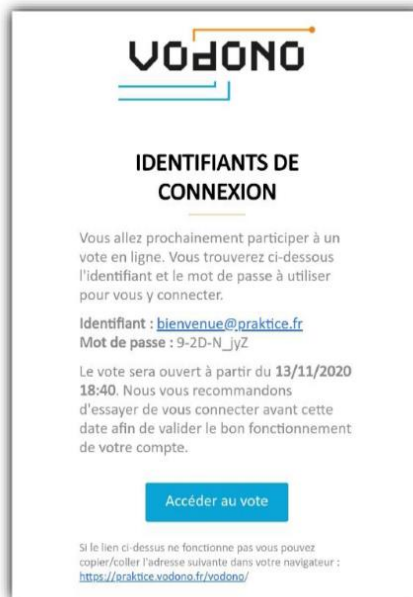 VODONO
IDENTIFIANTS DE
CONNEXION
Vous allez prochainement participer à un
vote en ligne. Vous trouverez ci-dessous
l'identifiant et le mot de passe à utiliser
pour vous y connecter.
Identifiant : bienvenue@praktice.fr
Mot de passe : 9-2D-N_jyZ
Le vote sera ouvert à partir du 13/11/2020
18:40. Nous vous recommandons
d'essayer de vous connecter avant cette
date afin de valider le bon fonctionnement
de votre compte.
Accéder au vote
Si le lien ci-dessus ne fonctionne pas vous pouvez
copier/coller l'adresse suivante dans votre navigateur :
https://praktice.vodono.fr/vodono/